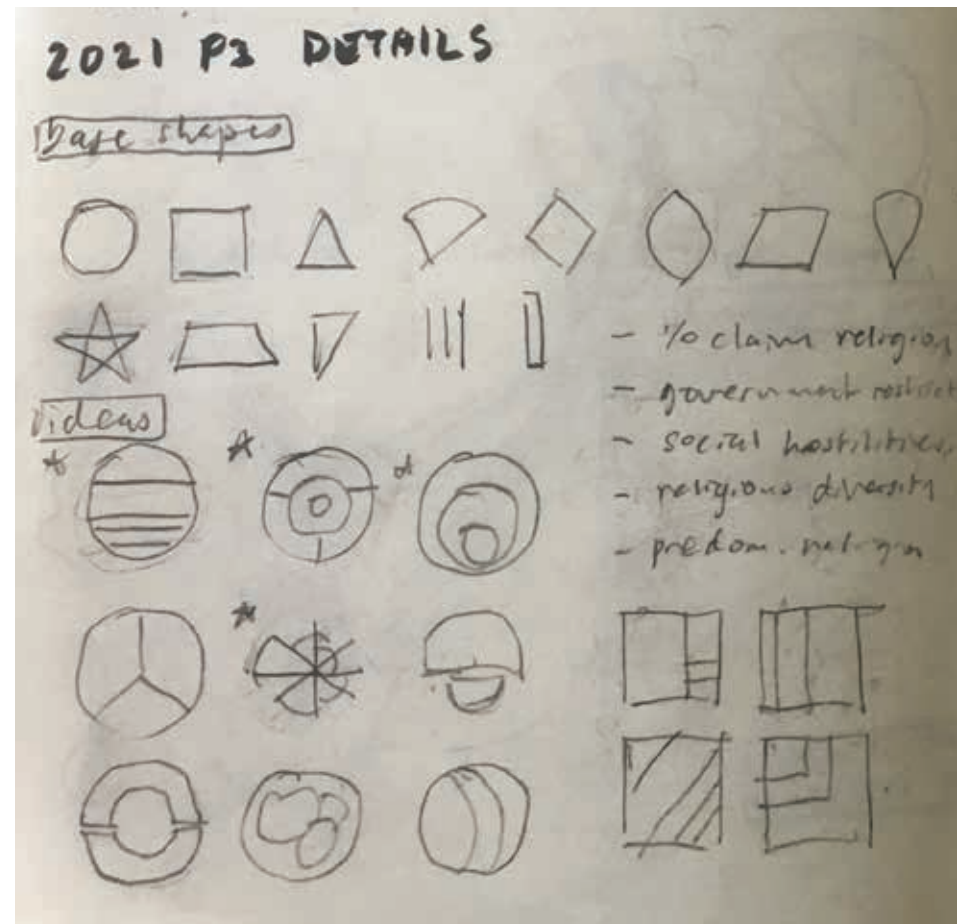 2021 P3 DETAILS
base shapes
- % claim religion
- government restrict
ideas
- social hostilities
- religious diversity
- predom. religion